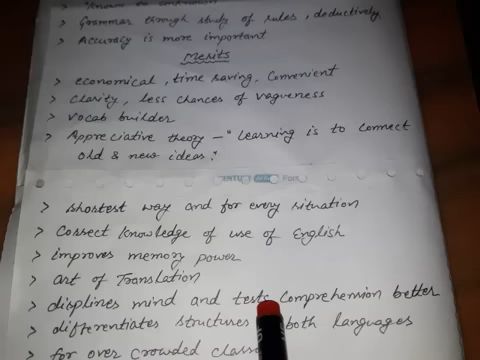 > Known to unknown
> Grammar through study of rules, deductively
> Accuracy is more important
Merits
> economical, time saving, Convenient
> Clarity, less chances of vagueness
> Vocab builder
> Appreciative theory - "Learning is to connect
old & new ideas."
> shortest way and for every situation
> Correct knowledge of use of English
> improves memory power
> art of Translation
> displines mind and tests Comprehension better
> differentiates structures both languages
> for over crowded